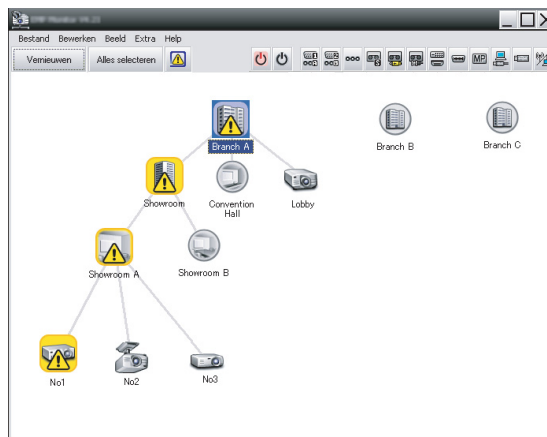 Bestand Bewerken Beeld Extra Help
Vernieuwen Alles selecteren MP
Branch A Branch B Branch C
Showroom Convention Hall Lobby
Showroom A Showroom B
No1 No2 No3